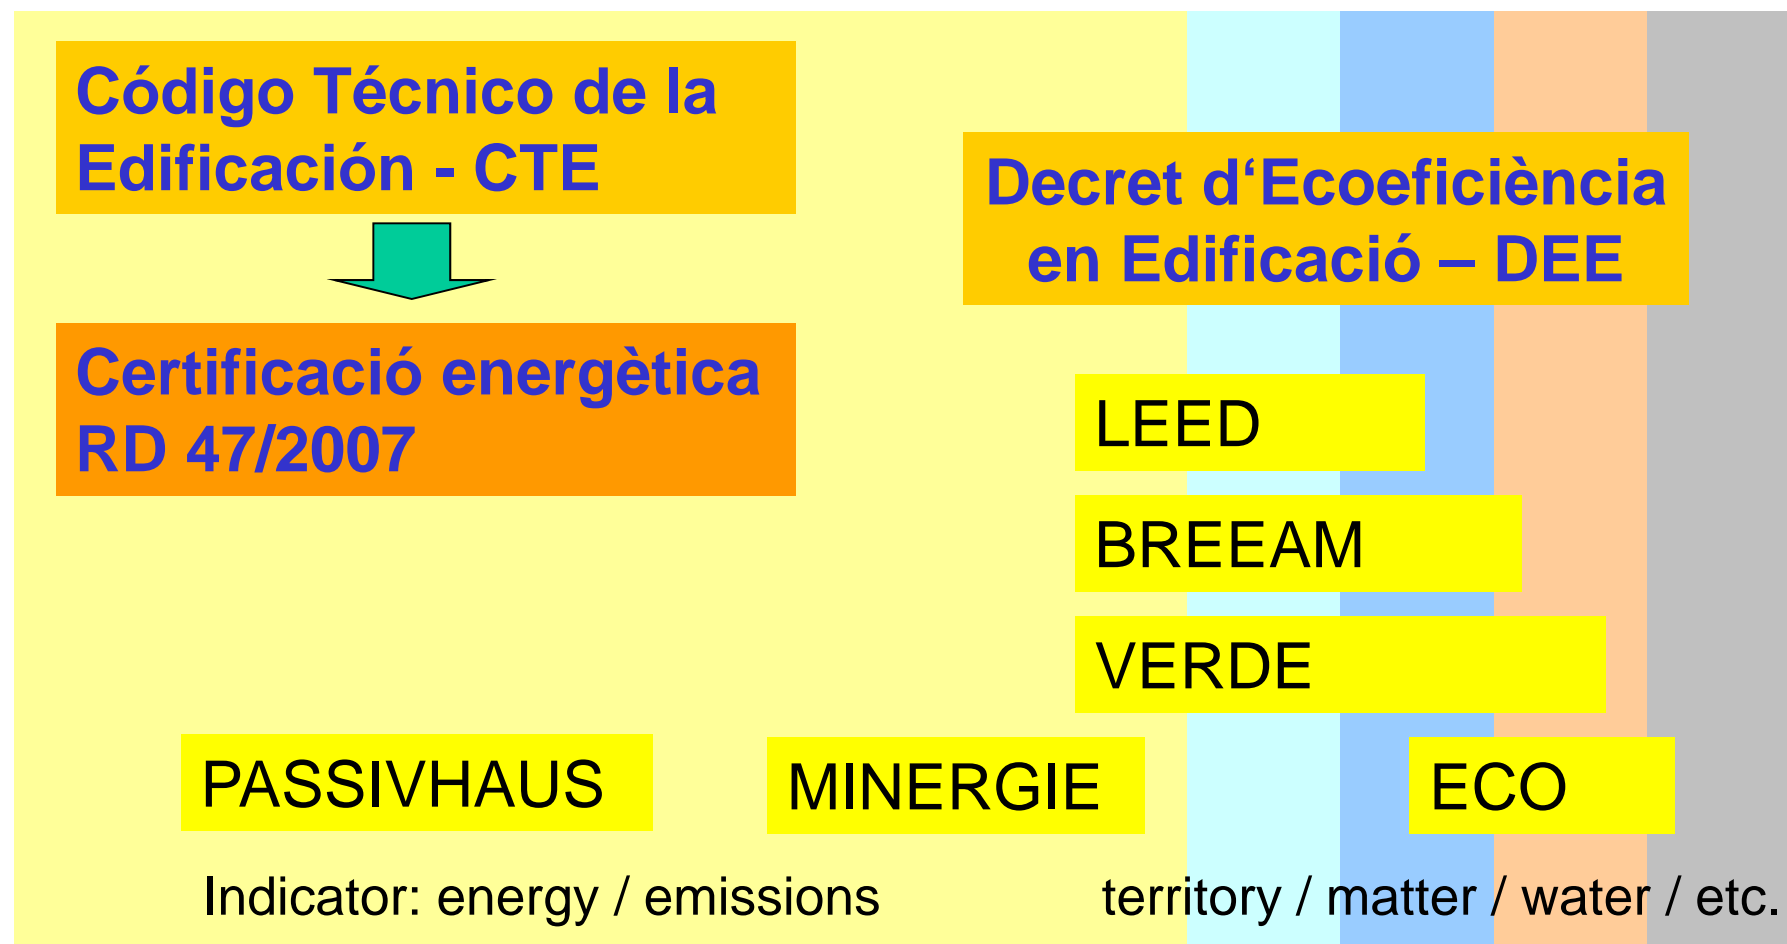 Código Técnico de la
Edificación - CTE
Certificació energètica
RD 47/2007
Decret d‘Ecoeficiència
en Edificació – DEE
LEED
BREEAM
VERDE
PASSIVHAUS
MINERGIE
ECO
Indicator: energy / emissions
territory / matter / water / etc.